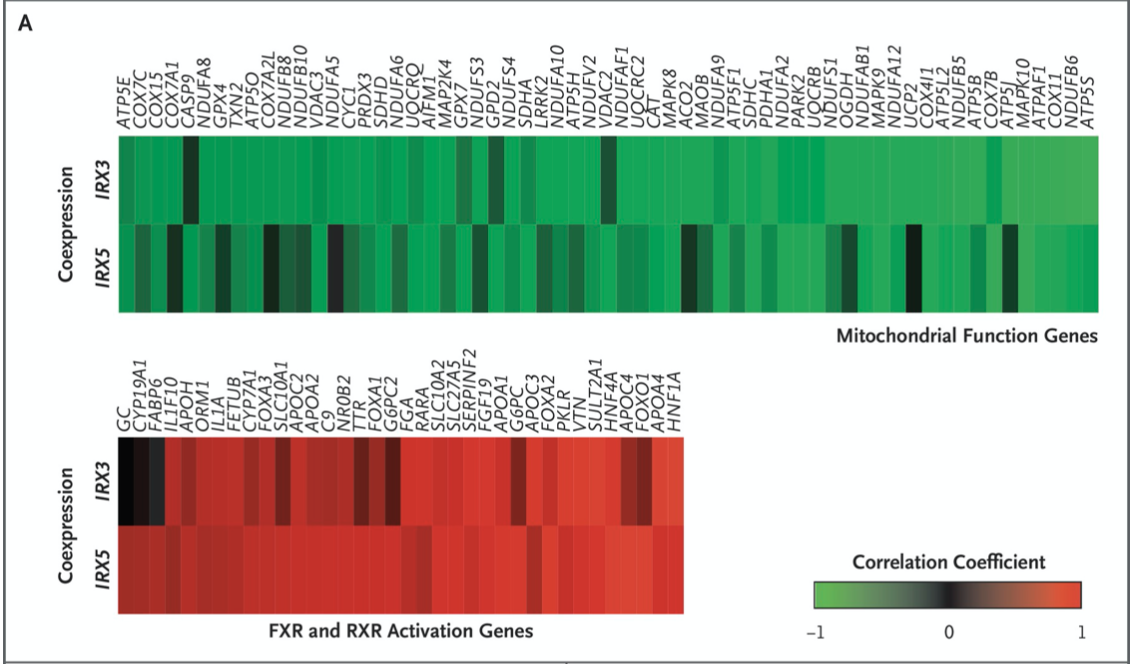 A
ATP5E
COX7C
COX15
COX7A1
CASP9
NDUFA8
GPX4
TXN2
ATP5O
COX7A2L
NDUFB8
NDUFB10
VDAC3
NDUFA5
CYC1
PRDX3
SDHD
NDUFA6
UQCRQ
AIFM1
MAP2K4
GPX7
NDUFS3
GPD2
NDUFS4
SDHA
LRRK2
NDUFA10
ATP5H
NDUFV2
VDAC2
NDUFAF1
UQCRC2
CAT
MAPK8
ACO2
MAOB
NDUFA9
ATP5F1
SDHC
PDHA1
NDUFA2
PARK2
UQCRB
NDUFS1
OGDH
NDUFAB1
MAPK9
NDUFA12
UCP2
COX4I1
ATP5L2
NDUFB5
ATP5B
COX7B
ATP5J
MAPK10
ATPAF1
COX11
NDUFB6
ATP5S
Coexpression
IRX3
IRX5
Mitochondrial Function Genes
GC
CYP19A1
FABP6
IL1F10
APOH
ORM1
IL1A
FETUB
CYP7A1
FOXA3
SLC10A1
APOC2
APOA2
C9
NR0B2
TTR
FOXA1
G6PC2
FGA
RARA
SLC10A2
SLC27A5
SERPINF2
FGF19
APOA1
G6PC
APOC3
FOXA2
PKLR
VTN
SULT2A1
HNF4A
APOC4
FOXO1
APOA4
HNF1A
Coexpression
IRX3
IRX5
FXR and RXR Activation Genes
Correlation Coefficient
−1
0
1